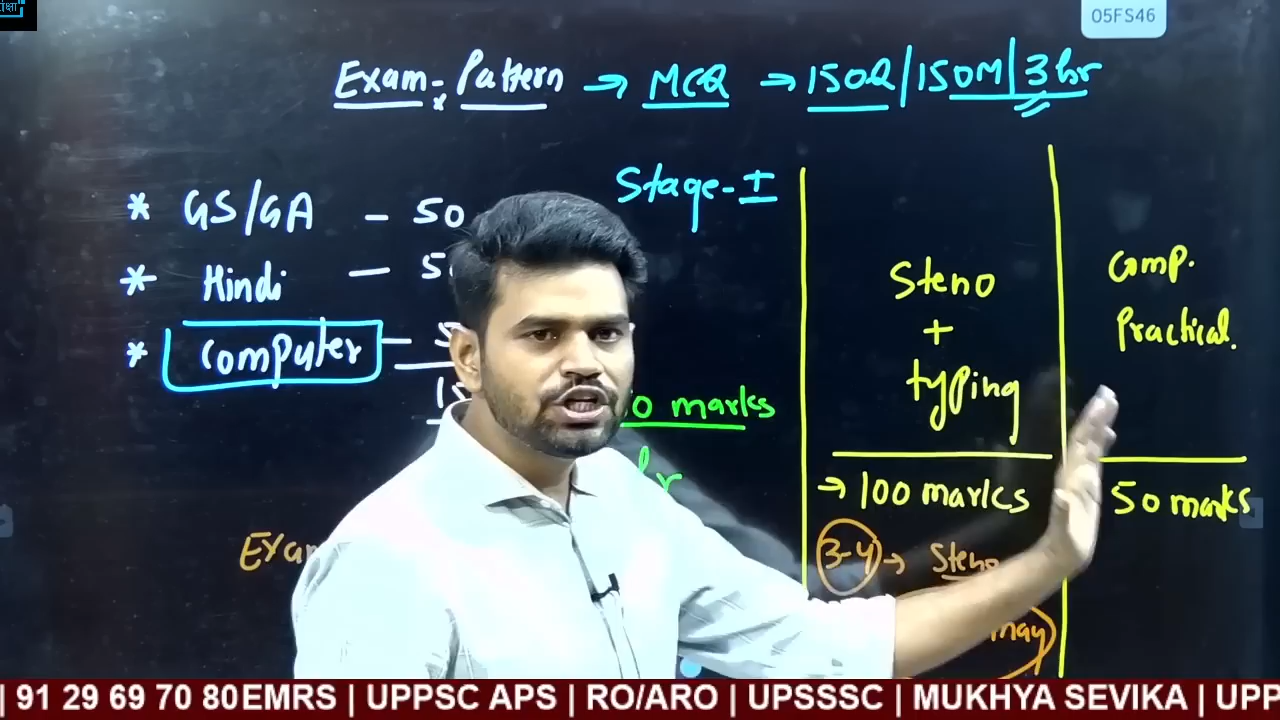 05FS46
Exam-Pattern → MCQ → 150Q/150M/3hr
Stage-I
* GS/GA - 50
* Hindi -
* Computer -
marks
Steno
+
typing
→ 100 marks
3-4 → Steno
may
Comp.
Practical.
50 marks
| 91 29 69 70 80EMRS | UPPSC APS | RO/ARO | UPSSSC | MUKHYA SEVIKA | UPP